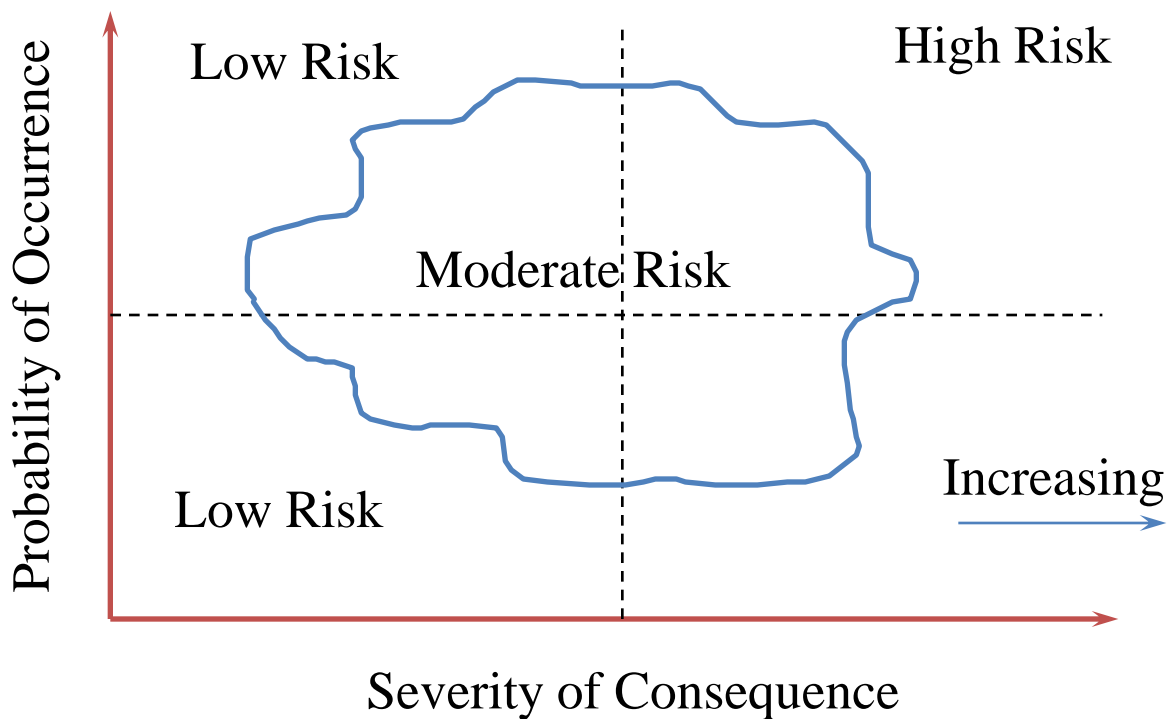 Low Risk
High Risk
Probability of Occurrence
Moderate Risk
Increasing
Low Risk
Severity of Consequence